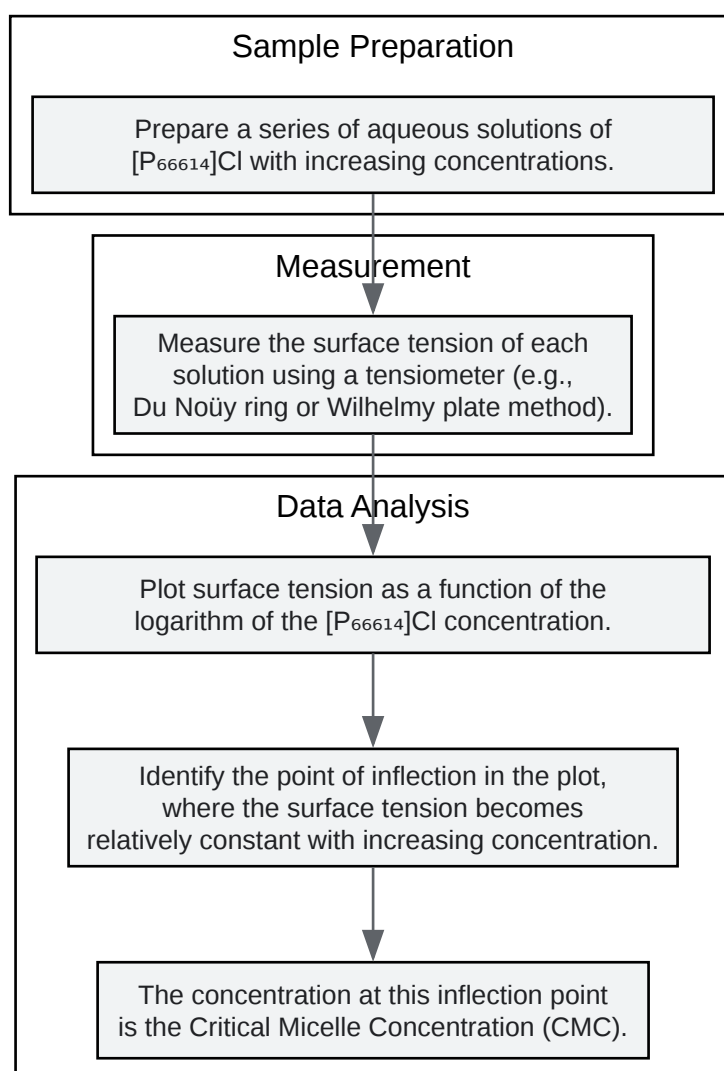 Sample Preparation
Prepare a series of aqueous solutions of
[P₆₆₆₁₄]Cl with increasing concentrations.
Measurement
Measure the surface tension of each
solution using a tensiometer (e.g.,
Du Noüy ring or Wilhelmy plate method).
Data Analysis
Plot surface tension as a function of the
logarithm of the [P₆₆₆₁₄]Cl concentration.
Identify the point of inflection in the plot,
where the surface tension becomes
relatively constant with increasing concentration.
The concentration at this inflection point
is the Critical Micelle Concentration (CMC).